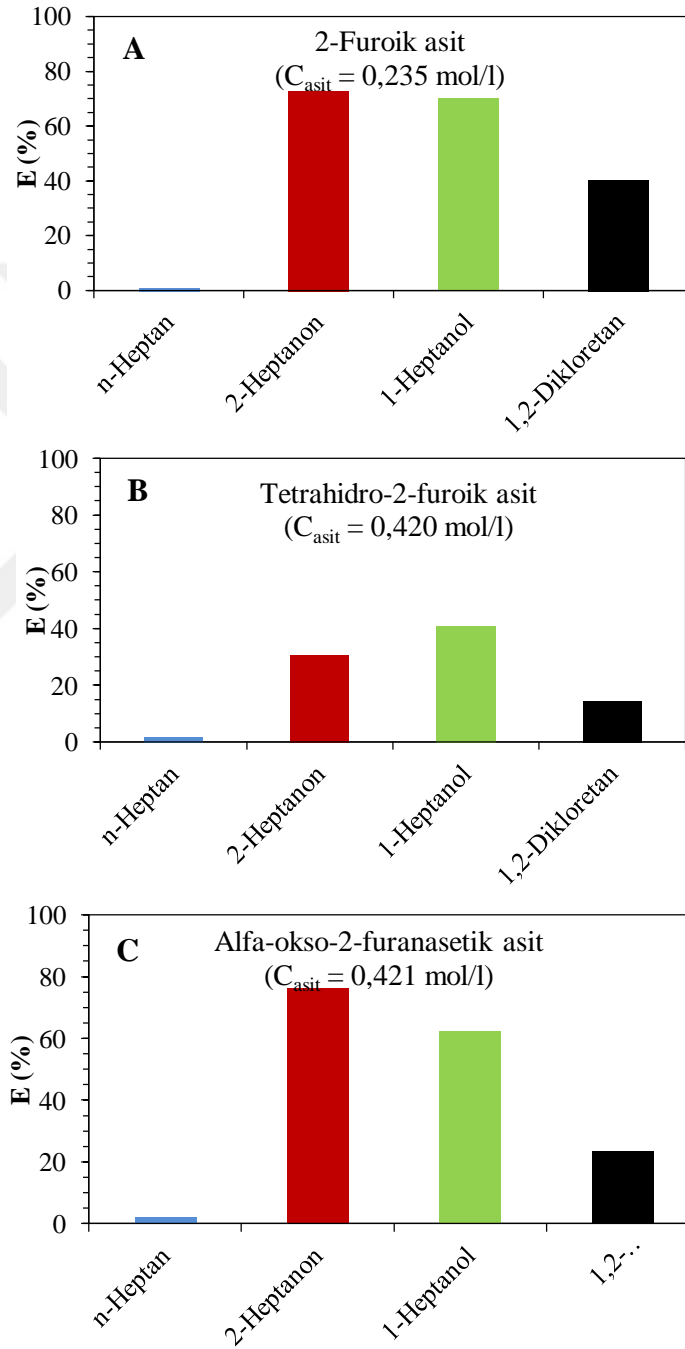 A
2-Furoik asit
(Casit = 0,235 mol/l)
E (%)
100
80
60
40
20
0
n-Heptan
2-Heptanon
1-Heptanol
1,2-Dikloretan
B
Tetrahidro-2-furoik asit
(Casit = 0,420 mol/l)
E (%)
100
80
60
40
20
0
n-Heptan
2-Heptanon
1-Heptanol
1,2-Dikloretan
C
Alfa-okso-2-furanasetik asit
(Casit = 0,421 mol/l)
E (%)
100
80
60
40
20
0
n-Heptan
2-Heptanon
1-Heptanol
1,2-…